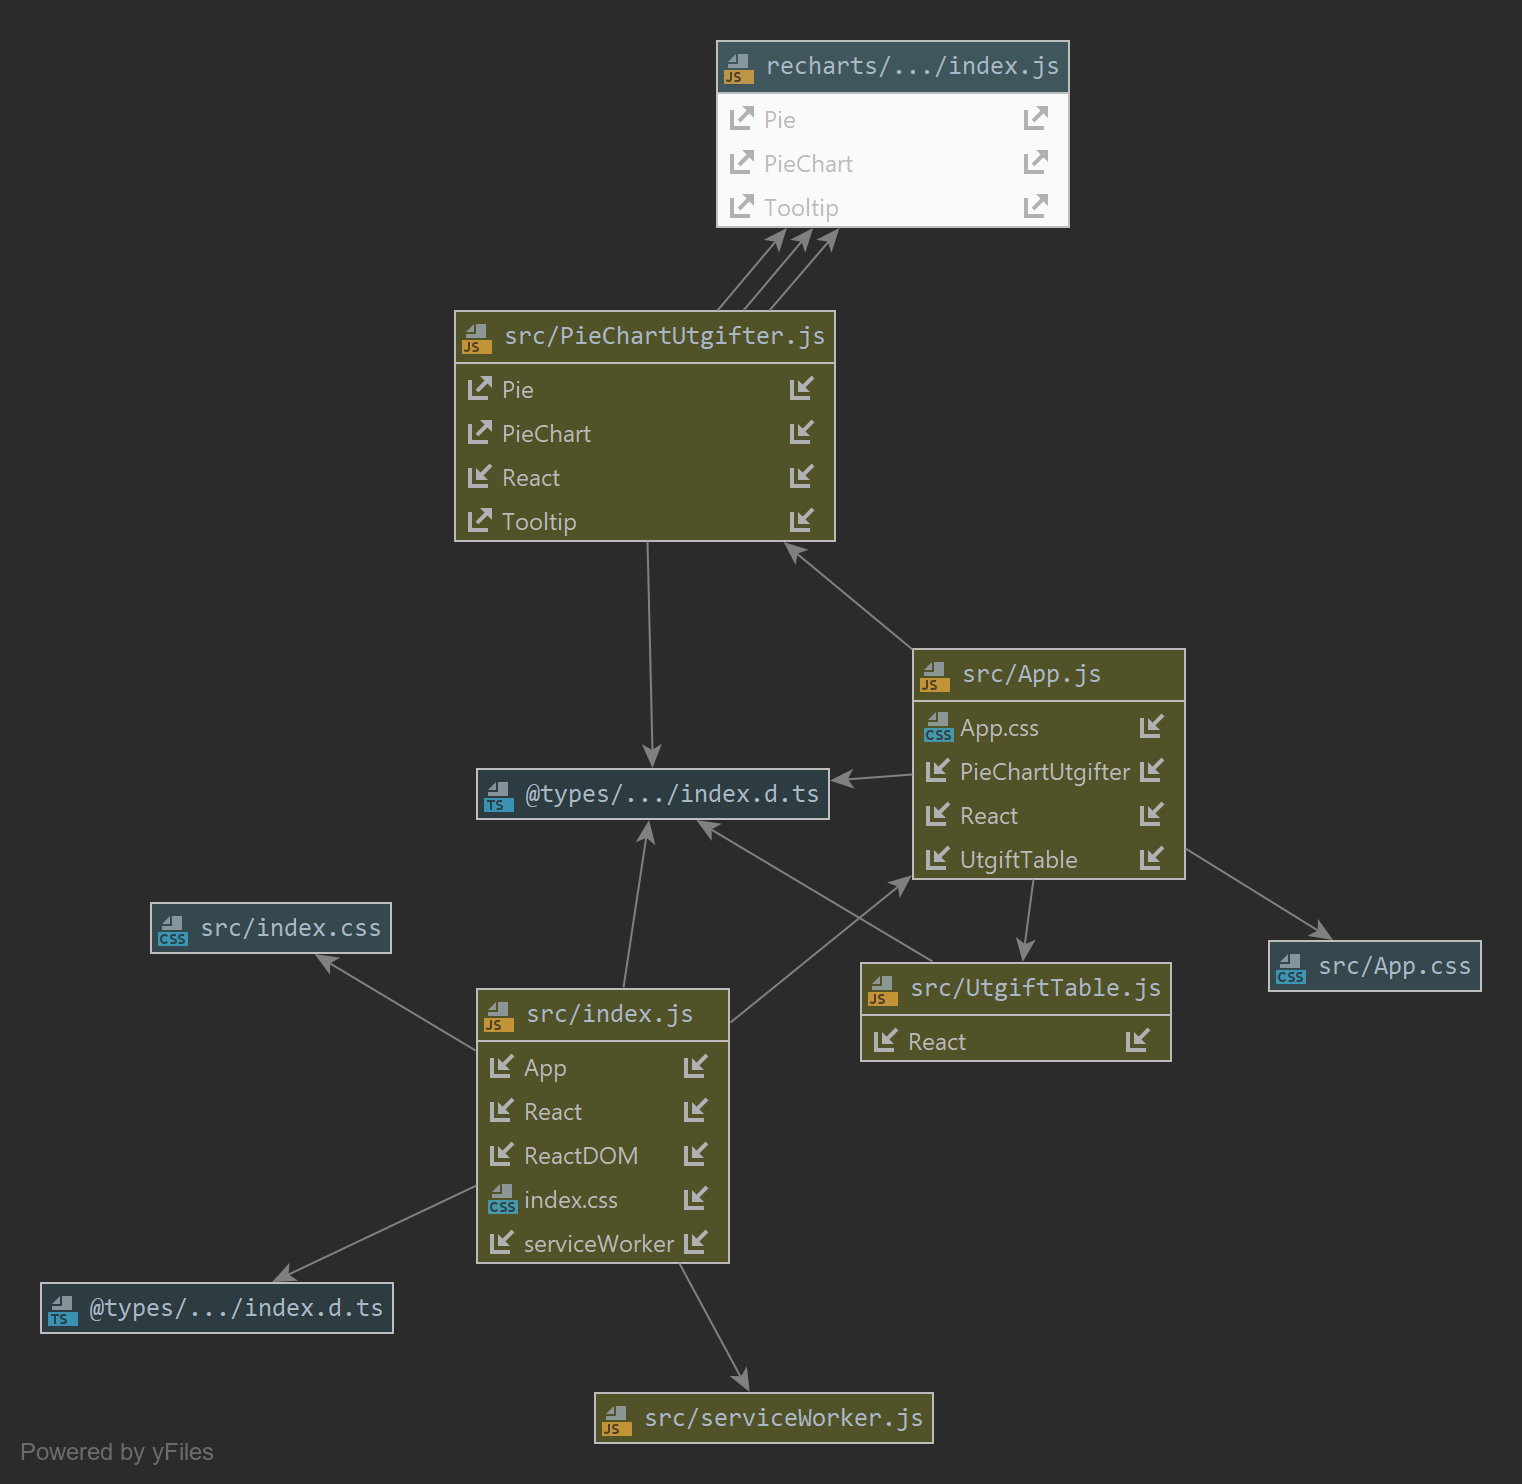 JS recharts/.../index.js
Pie
PieChart
Tooltip
JS src/PieChartUtgifter.js
Pie
PieChart
React
Tooltip
JS src/App.js
CSS App.css
PieChartUtgifter
React
UtgiftTable
TS @types/.../index.d.ts
CSS src/index.css
CSS src/App.css
JS src/UtgiftTable.js
React
JS src/index.js
App
React
ReactDOM
CSS index.css
serviceWorker
TS @types/.../index.d.ts
JS src/serviceWorker.js
Powered by yFiles